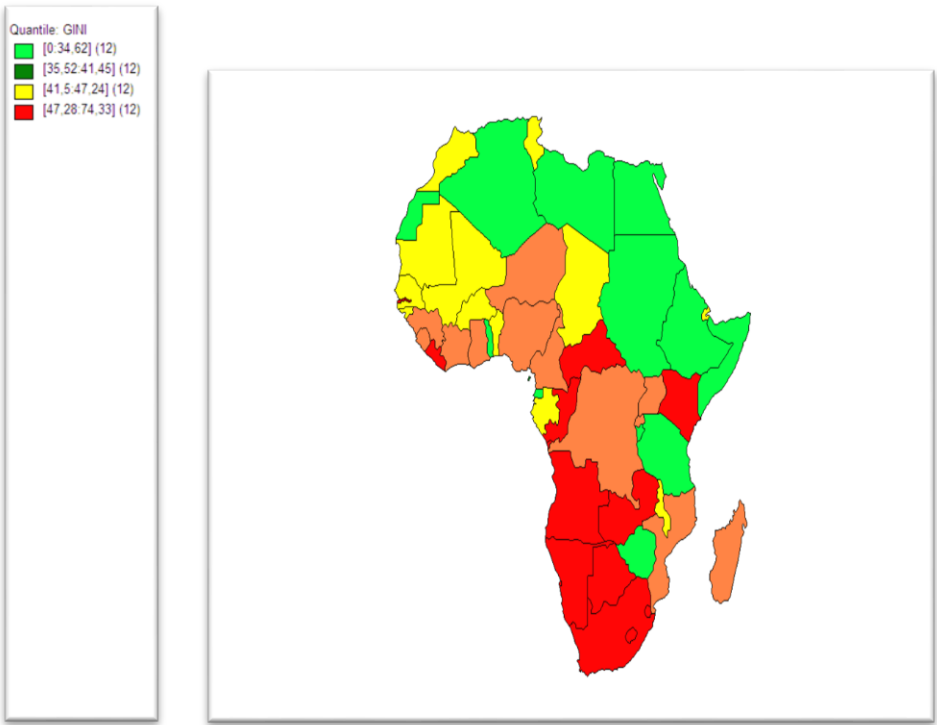 Quantile: GINI
[0:34,62] (12)
[35,52:41,45] (12)
[41,5:47,24] (12)
[47,28:74,33] (12)